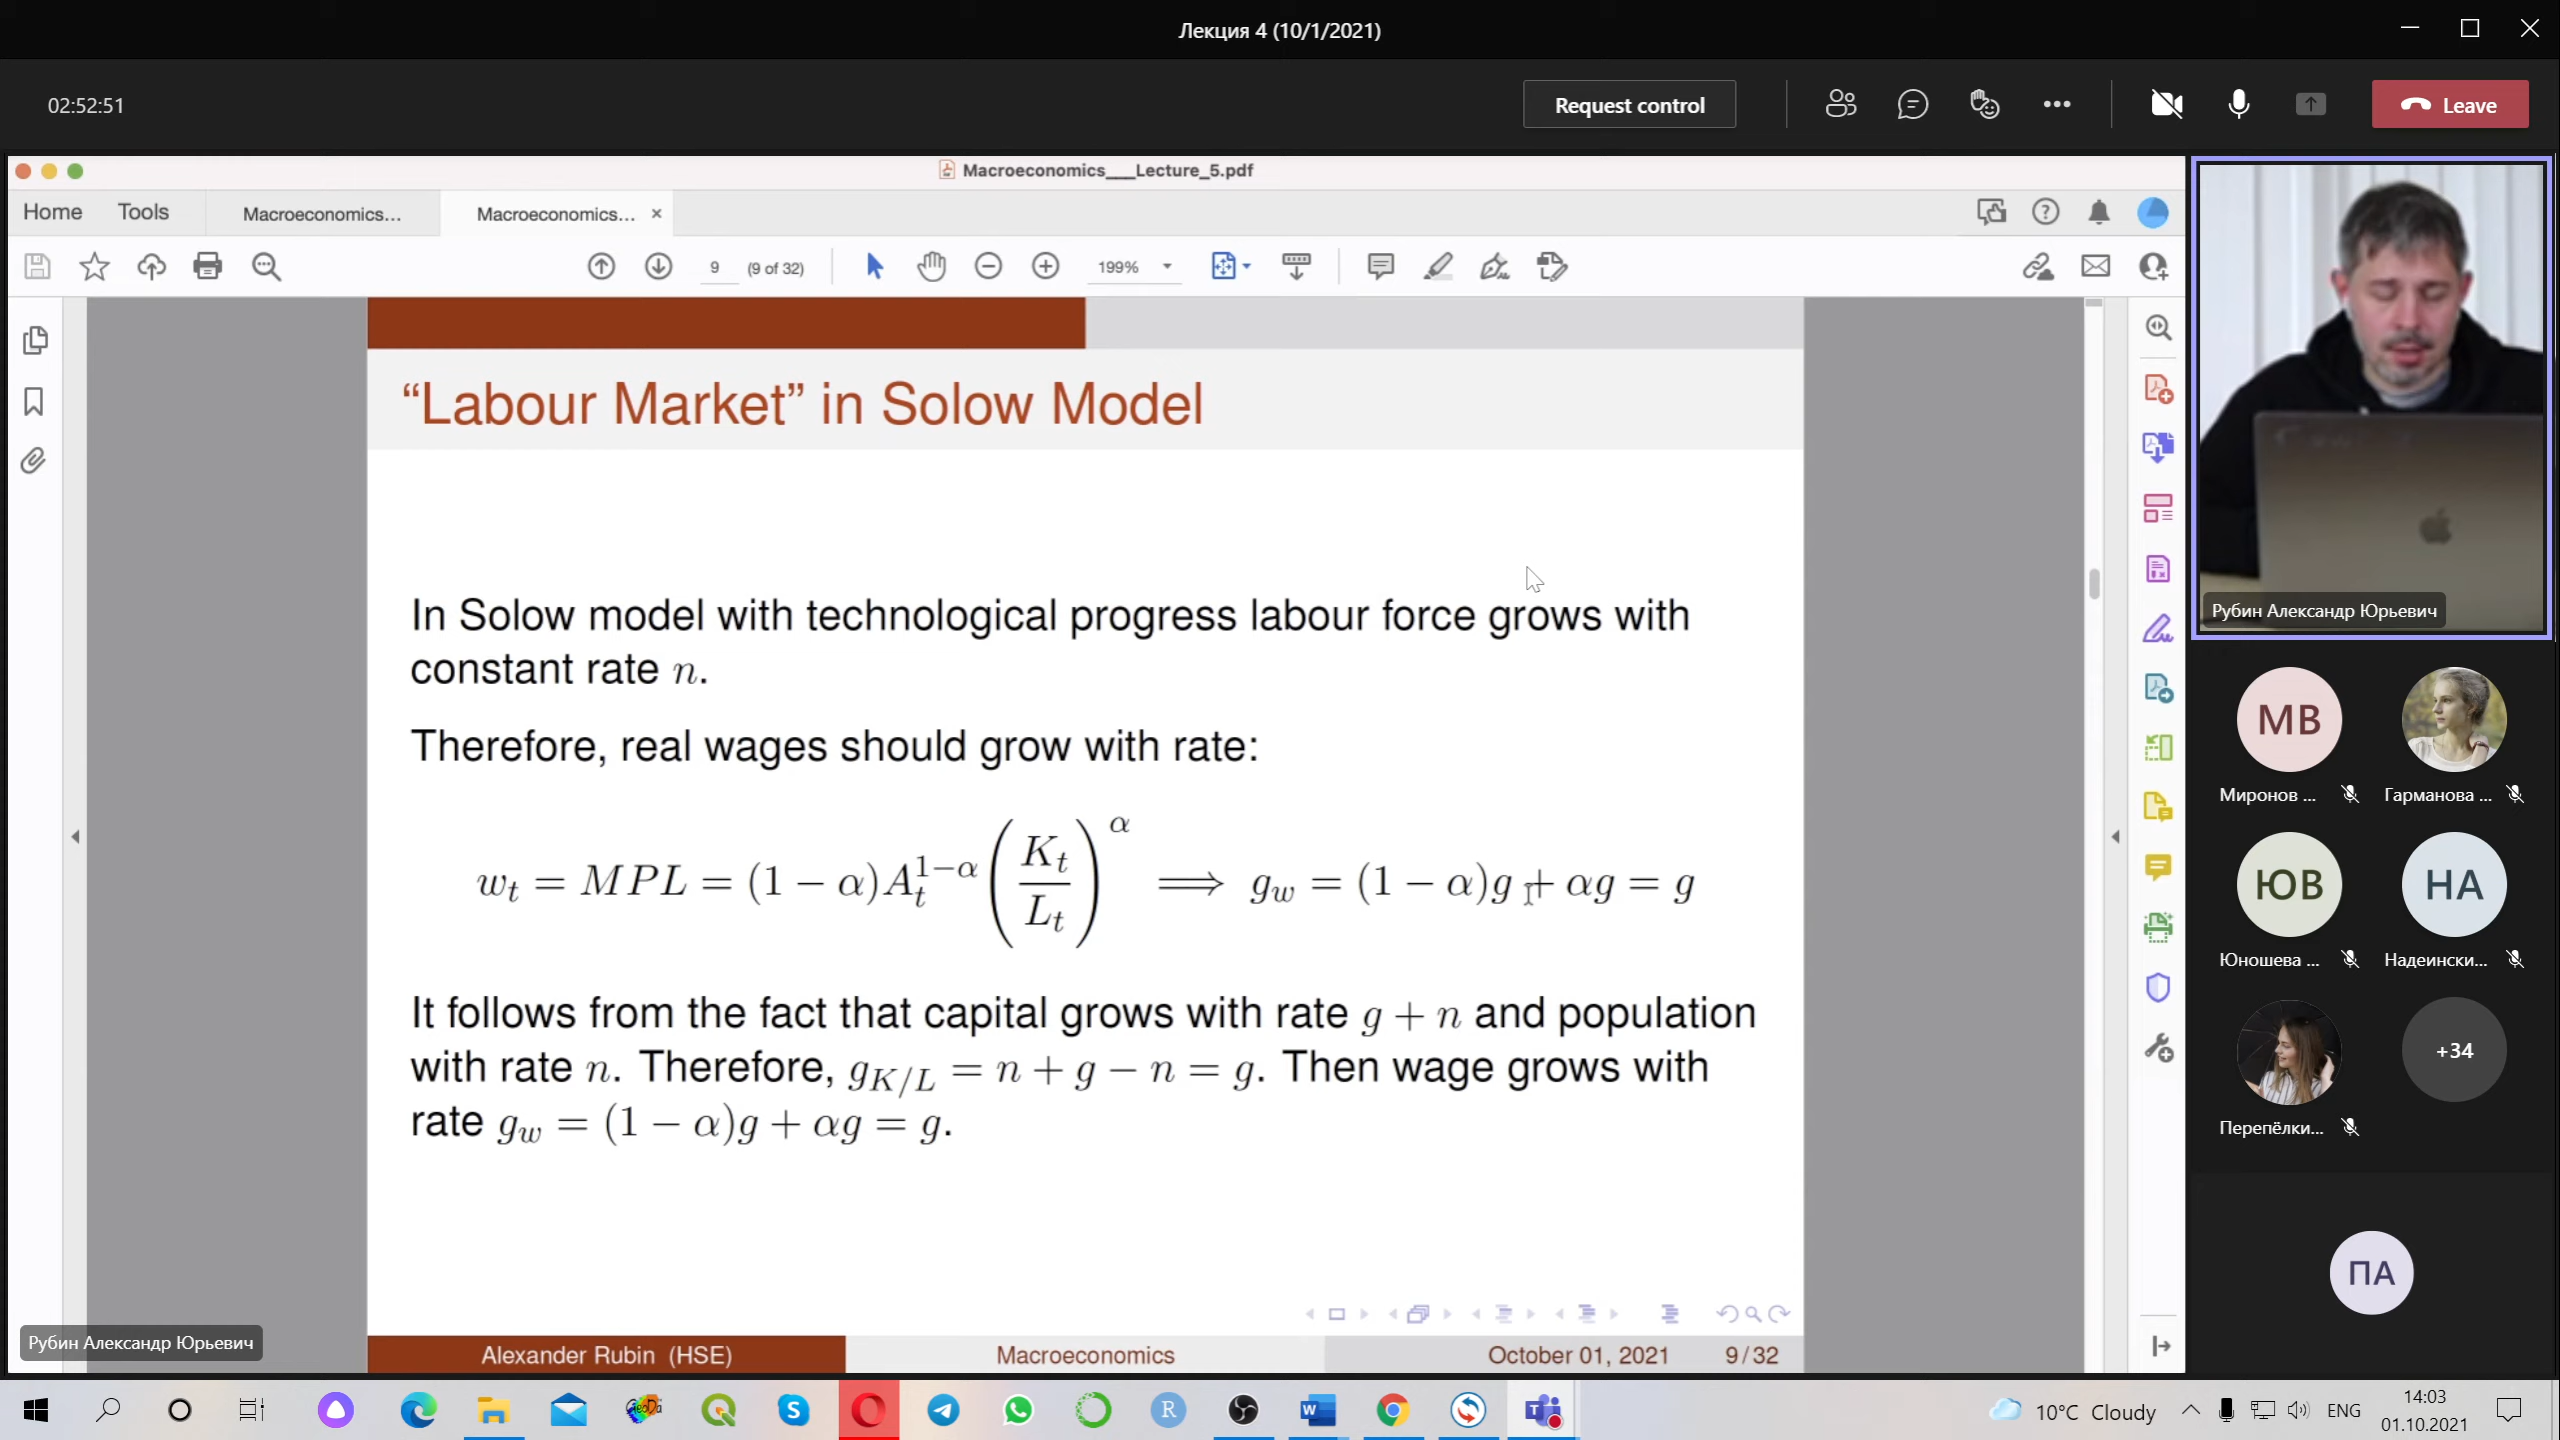 Лекция 4 (10/1/2021)
02:52:51
Request control
Leave
Macroeconomics___Lecture_5.pdf
Home
Tools
Macroeconomics...
Macroeconomics...
9
(9 of 32)
199%
“Labour Market” in Solow Model
In Solow model with technological progress labour force grows with
constant rate n.
Therefore, real wages should grow with rate:
w_t = MPL = (1 − α)A_t^{1−α} (K_t / L_t)^α ⟹ g_w = (1 − α)g + αg = g
It follows from the fact that capital grows with rate g + n and population
with rate n. Therefore, g_{K/L} = n + g − n = g. Then wage grows with
rate g_w = (1 − α)g + αg = g.
Alexander Rubin (HSE)
Macroeconomics
October 01, 2021
9/32
Рубин Александр Юрьевич
Рубин Александр Юрьевич
МВ
Миронов ...
Гарманова ...
ЮВ
НА
Юношева ...
Надеински...
Перепёлки...
+34
ПА
GeoDa
10°C Cloudy
ENG
14:03
01.10.2021